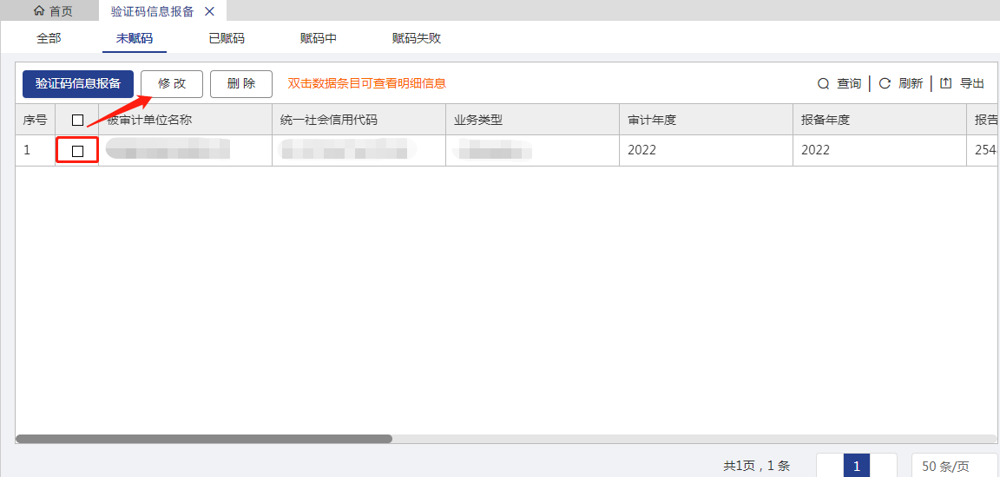 首页 验证码信息报备
全部 未赋码 已赋码 赋码中 赋码失败
验证码信息报备 修 改 删 除 双击数据条目可查看明细信息 查询 刷新 导出
序号 被审计单位名称 统一社会信用代码 业务类型 审计年度 报备年度 报告
1 2022 2022 254
共1页，1 条 1 50 条/页